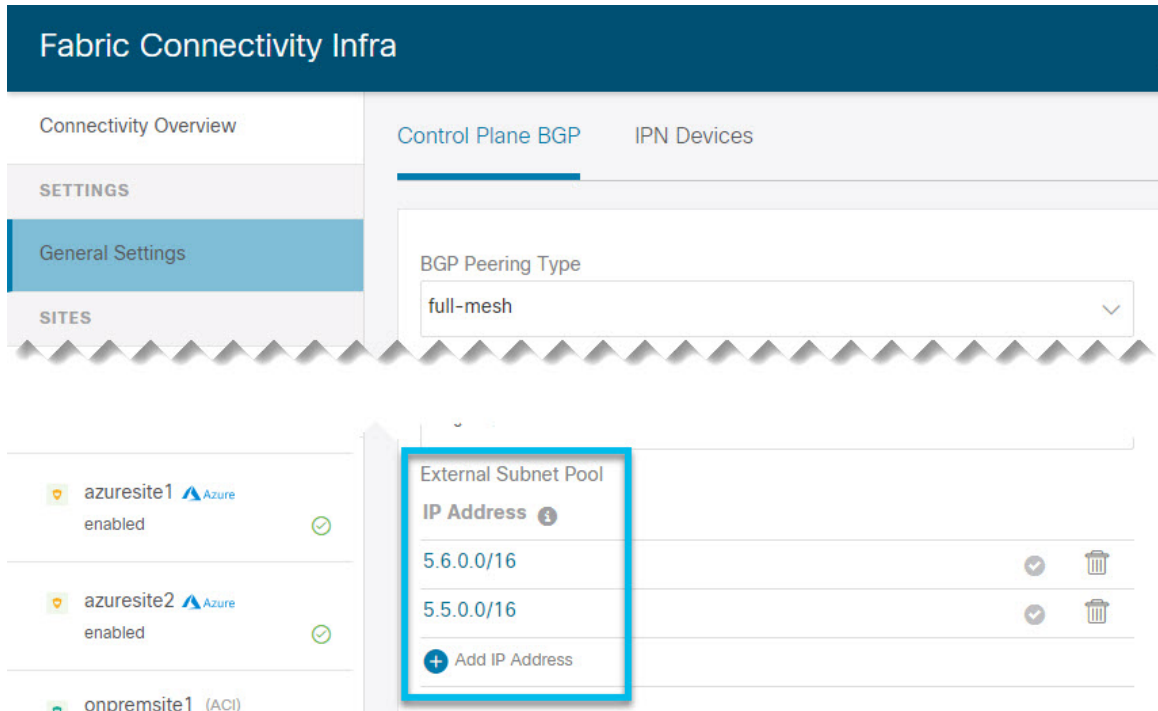 Fabric Connectivity Infra
Connectivity Overview
SETTINGS
General Settings
SITES
Control Plane BGP IPN Devices
BGP Peering Type
full-mesh
azuresite1 Azure
enabled
azuresite2 Azure
enabled
onpremsite1 (ACI)
External Subnet Pool
IP Address
5.6.0.0/16
5.5.0.0/16
Add IP Address